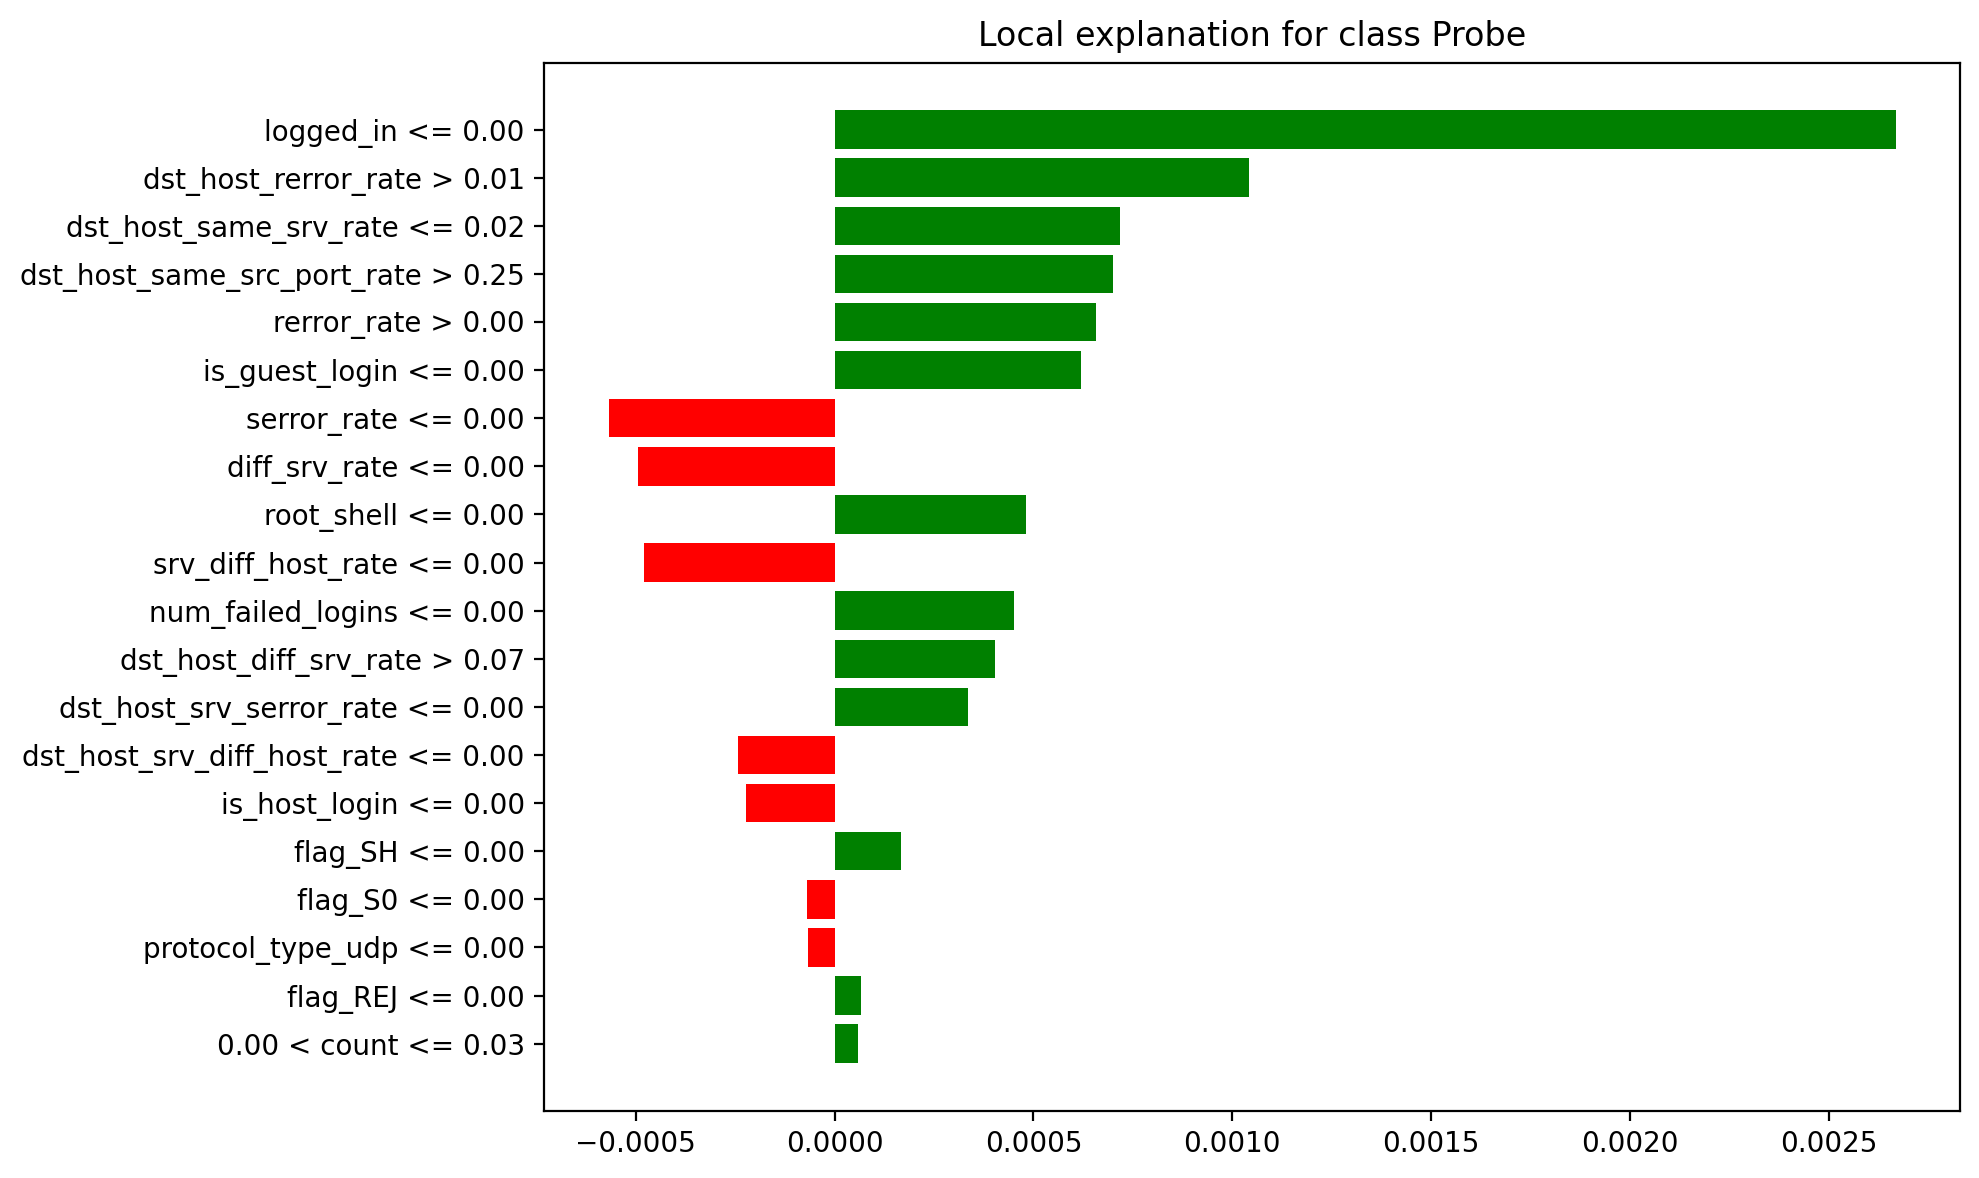 Local explanation for class Probe
logged_in <= 0.00
dst_host_rerror_rate > 0.01
dst_host_same_srv_rate <= 0.02
dst_host_same_src_port_rate > 0.25
rerror_rate > 0.00
is_guest_login <= 0.00
serror_rate <= 0.00
diff_srv_rate <= 0.00
root_shell <= 0.00
srv_diff_host_rate <= 0.00
num_failed_logins <= 0.00
dst_host_diff_srv_rate > 0.07
dst_host_srv_serror_rate <= 0.00
dst_host_srv_diff_host_rate <= 0.00
is_host_login <= 0.00
flag_SH <= 0.00
flag_S0 <= 0.00
protocol_type_udp <= 0.00
flag_REJ <= 0.00
0.00 < count <= 0.03
−0.0005 0.0000 0.0005 0.0010 0.0015 0.0020 0.0025